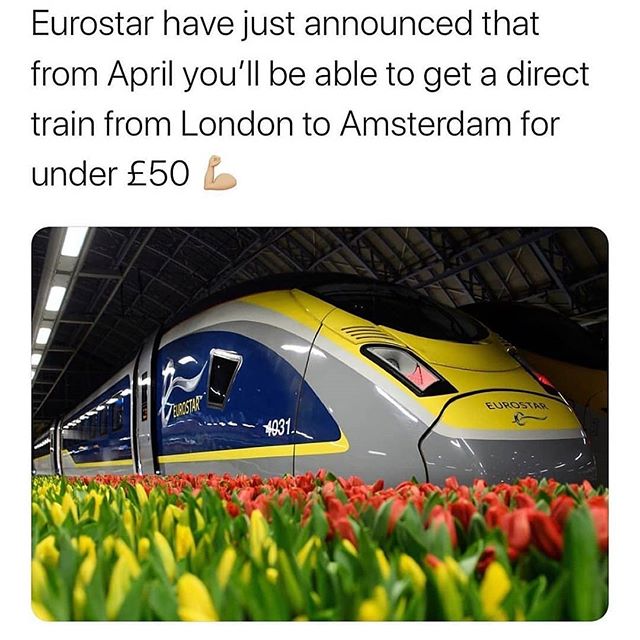 Eurostar have just announced that
from April you'll be able to get a direct
train from London to Amsterdam for
under £50 💪🏼
EUROSTAR
EUROSTAR
4031